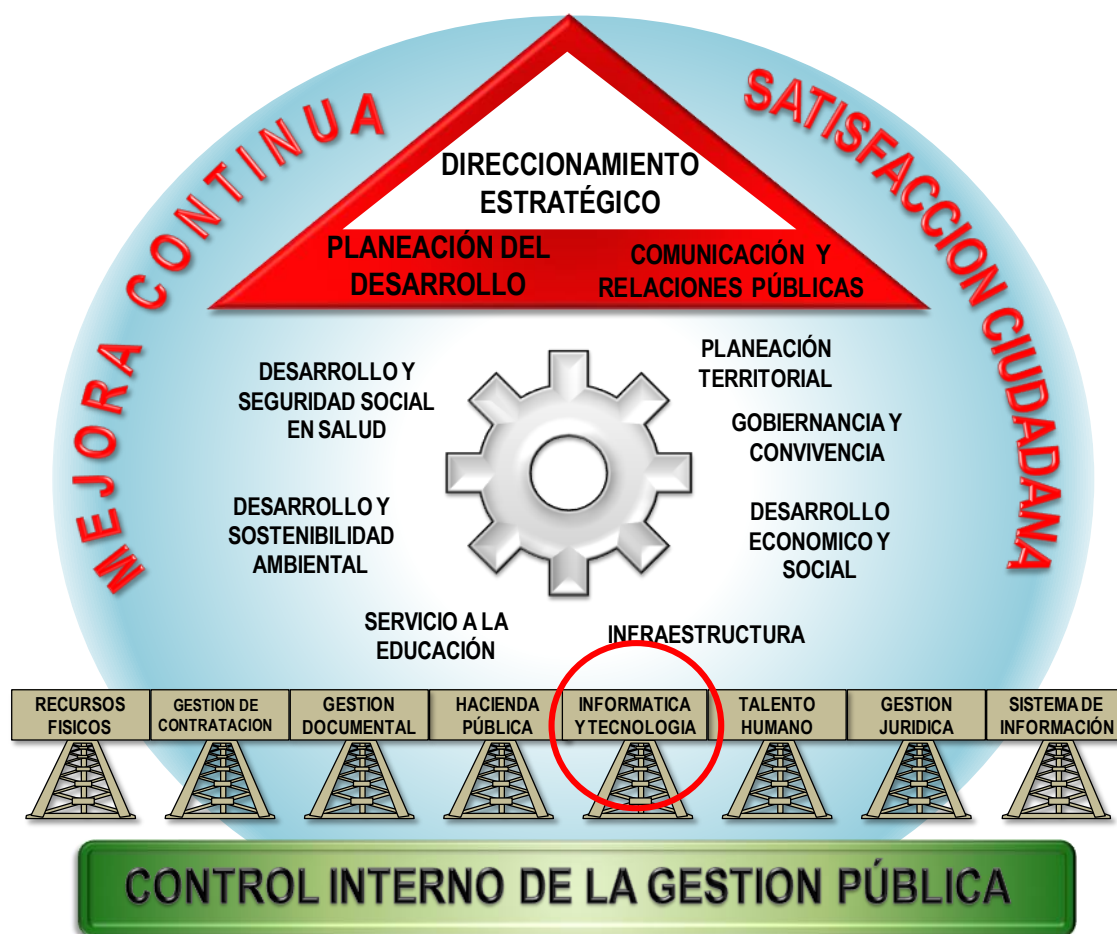 MEJORA CONTINUA
SATISFACCION CIUDADANA
DIRECCIONAMIENTO
ESTRATÉGICO
PLANEACIÓN DEL
DESARROLLO
COMUNICACIÓN Y
RELACIONES PÚBLICAS
DESARROLLO Y
SEGURIDAD SOCIAL
EN SALUD
PLANEACIÓN
TERRITORIAL
GOBIERNANCIA Y
CONVIVENCIA
DESARROLLO Y
SOSTENIBILIDAD
AMBIENTAL
DESARROLLO
ECONOMICO Y
SOCIAL
SERVICIO A LA
EDUCACIÓN
INFRAESTRUCTURA
RECURSOS
FISICOS
GESTION DE
CONTRATACION
GESTION
DOCUMENTAL
HACIENDA
PÚBLICA
INFORMATICA
Y TECNOLOGIA
TALENTO
HUMANO
GESTION
JURIDICA
SISTEMA DE
INFORMACIÓN
CONTROL INTERNO DE LA GESTION PÚBLICA